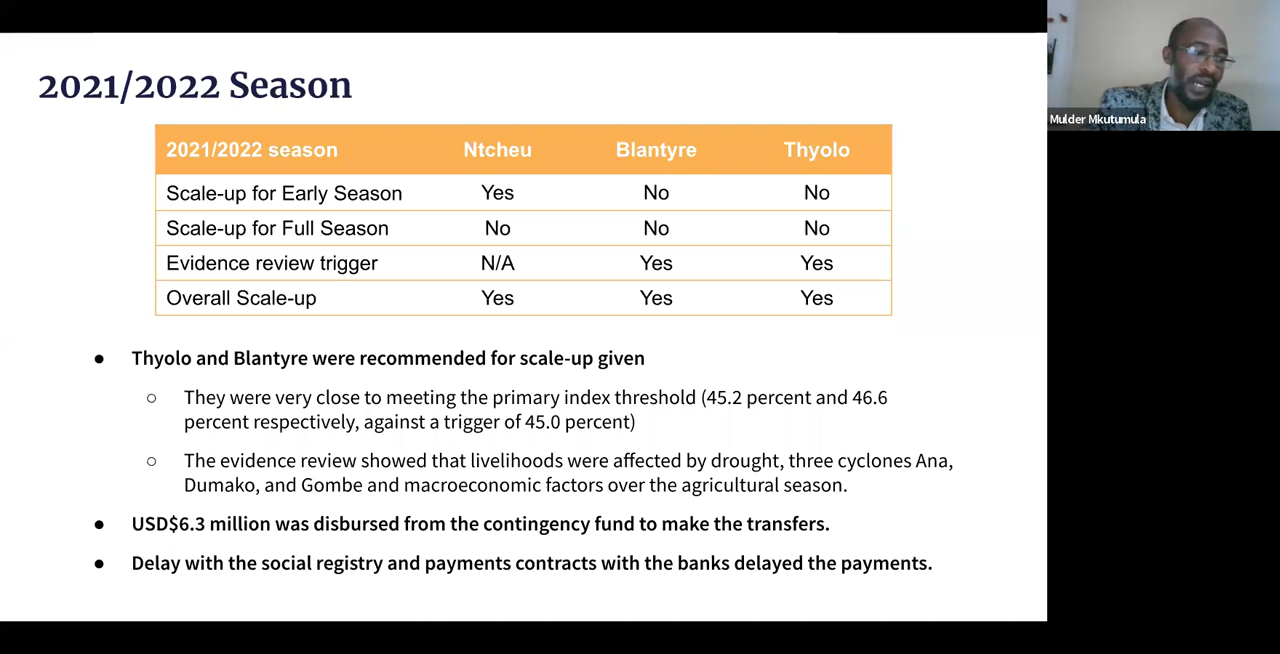 2021/2022 Season
Mulder Mkutumula
2021/2022 season Ntcheu Blantyre Thyolo
Scale-up for Early Season Yes No No
Scale-up for Full Season No No No
Evidence review trigger N/A Yes Yes
Overall Scale-up Yes Yes Yes
● Thyolo and Blantyre were recommended for scale-up given
○ They were very close to meeting the primary index threshold (45.2 percent and 46.6
percent respectively, against a trigger of 45.0 percent)
○ The evidence review showed that livelihoods were affected by drought, three cyclones Ana,
Dumako, and Gombe and macroeconomic factors over the agricultural season.
● USD$6.3 million was disbursed from the contingency fund to make the transfers.
● Delay with the social registry and payments contracts with the banks delayed the payments.